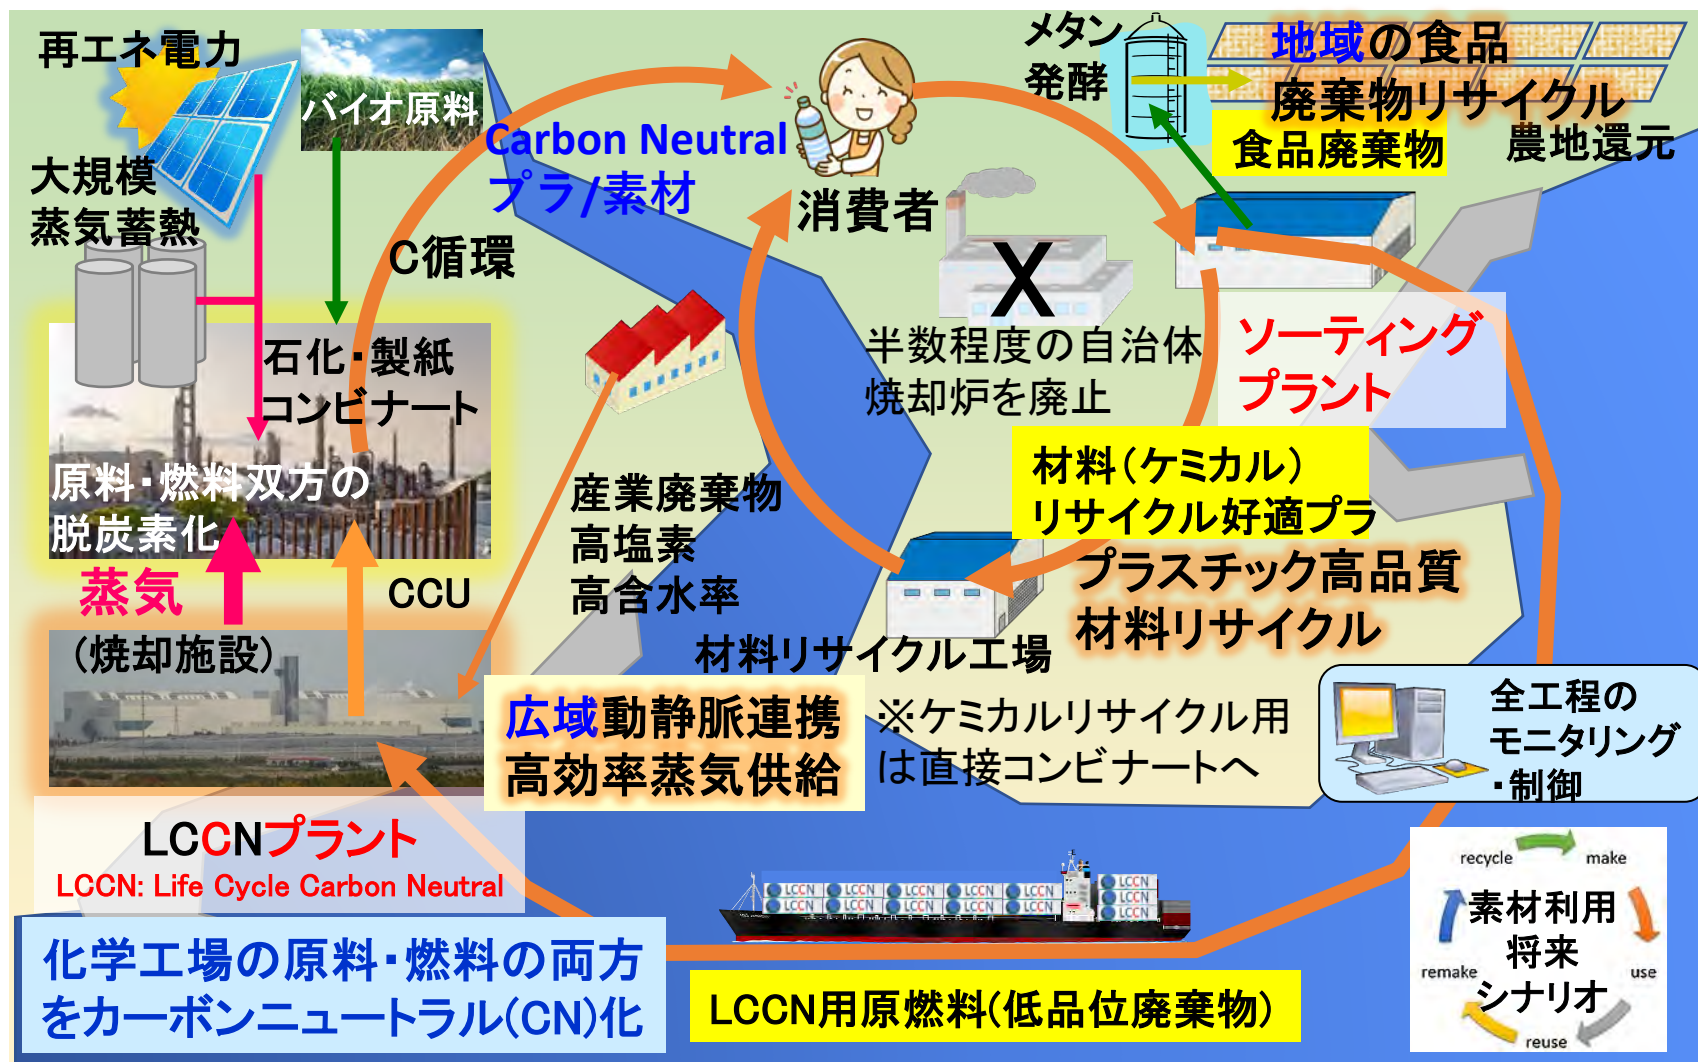 再エネ電力
バイオ原料
大規模
蒸気蓄熱
Carbon Neutral
プラ/素材
C循環
消費者
メタン
発酵
地域の食品
廃棄物リサイクル
食品廃棄物
農地還元
X
半数程度の自治体
焼却炉を廃止
ソーティング
プラント
石化・製紙
コンビナート
原料・燃料双方の
脱炭素化
蒸気
CCU
(焼却施設)
産業廃棄物
高塩素
高含水率
材料(ケミカル)
リサイクル好適プラ
プラスチック高品質
材料リサイクル
材料リサイクル工場
※ケミカルリサイクル用
は直接コンビナートへ
広域動静脈連携
高効率蒸気供給
全工程の
モニタリング
・制御
LCCNプラント
LCCN: Life Cycle Carbon Neutral
化学工場の原料・燃料の両方
をカーボンニュートラル(CN)化
LCCN LCCN LCCN LCCN LCCN LCCN
LCCN LCCN LCCN LCCN LCCN LCCN
LCCN
LCCN用原燃料(低品位廃棄物)
recycle
make
素材利用
将来
シナリオ
remake
use
reuse